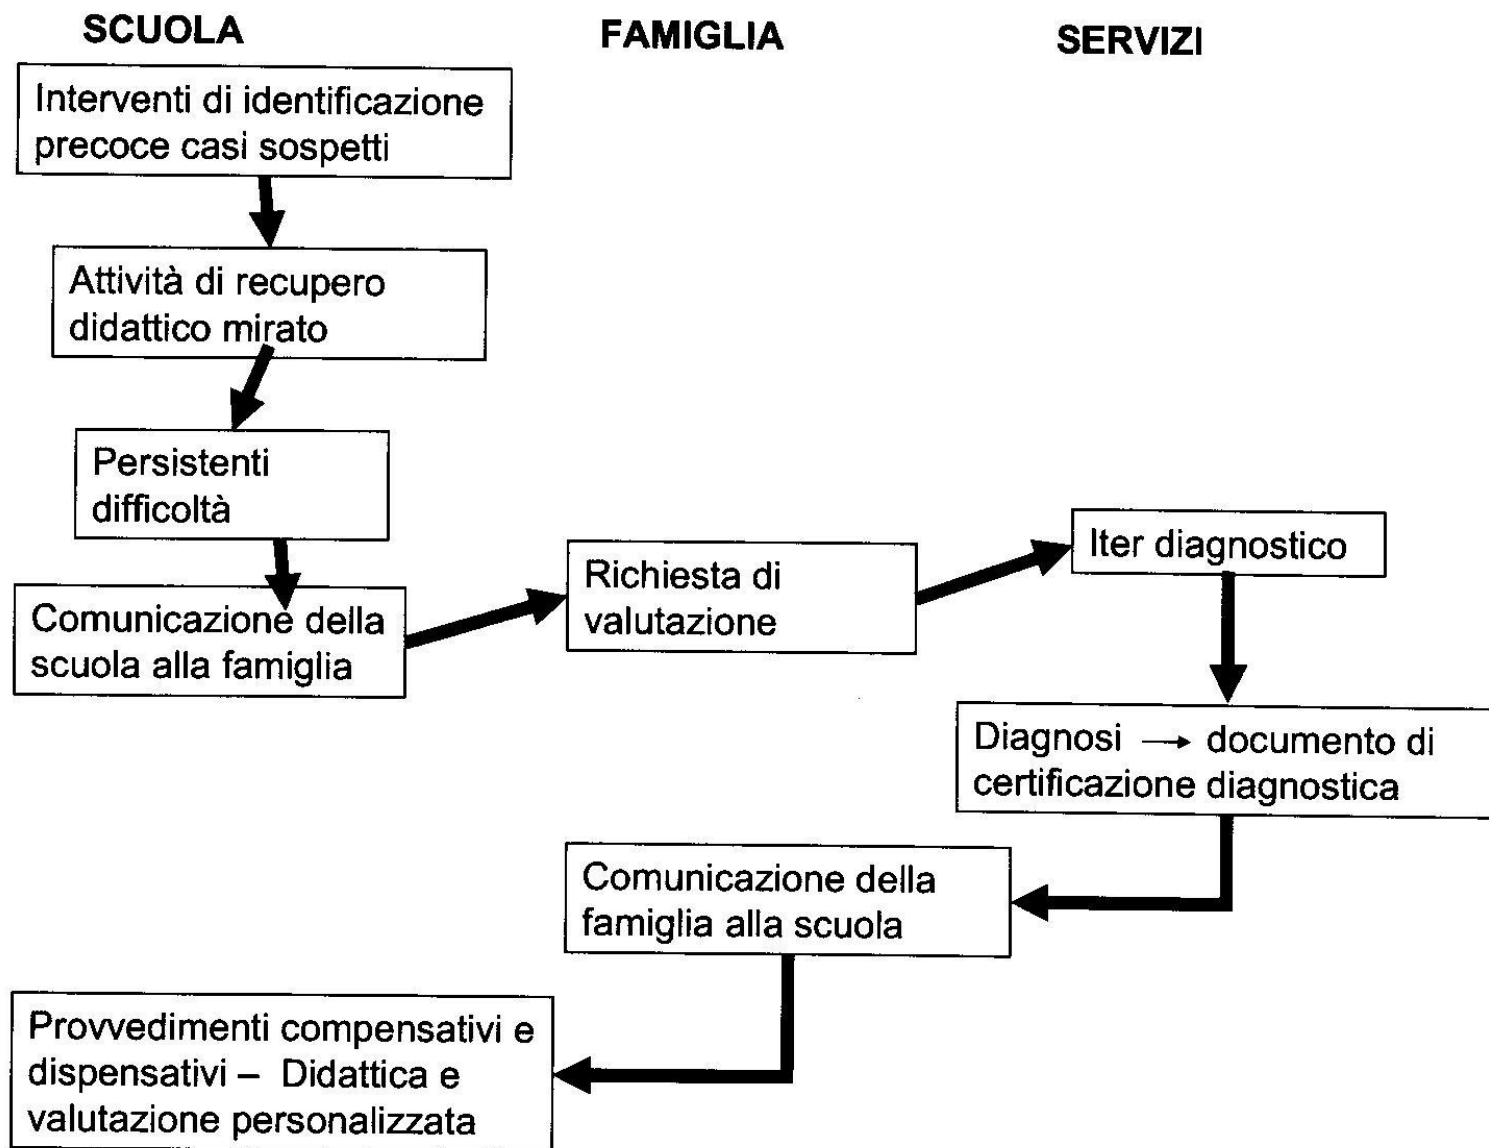 SCUOLA
FAMIGLIA
SERVIZI
Interventi di identificazione
precoce casi sospetti
Attività di recupero
didattico mirato
Persistenti
difficoltà
Comunicazione della
scuola alla famiglia
Richiesta di
valutazione
Iter diagnostico
Diagnosi → documento di
certificazione diagnostica
Comunicazione della
famiglia alla scuola
Provvedimenti compensativi e
dispensativi – Didattica e
valutazione personalizzata